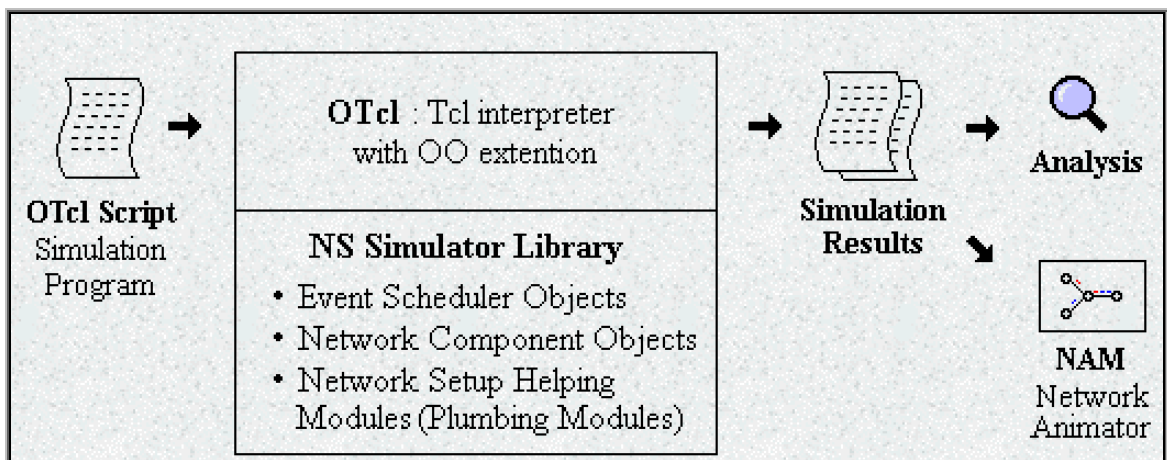 OTcl Script
Simulation
Program
OTcl : Tcl interpreter
with OO extention
NS Simulator Library
• Event Scheduler Objects
• Network Component Objects
• Network Setup Helping
Modules (Plumbing Modules)
Simulation
Results
Analysis
NAM
Network
Animator